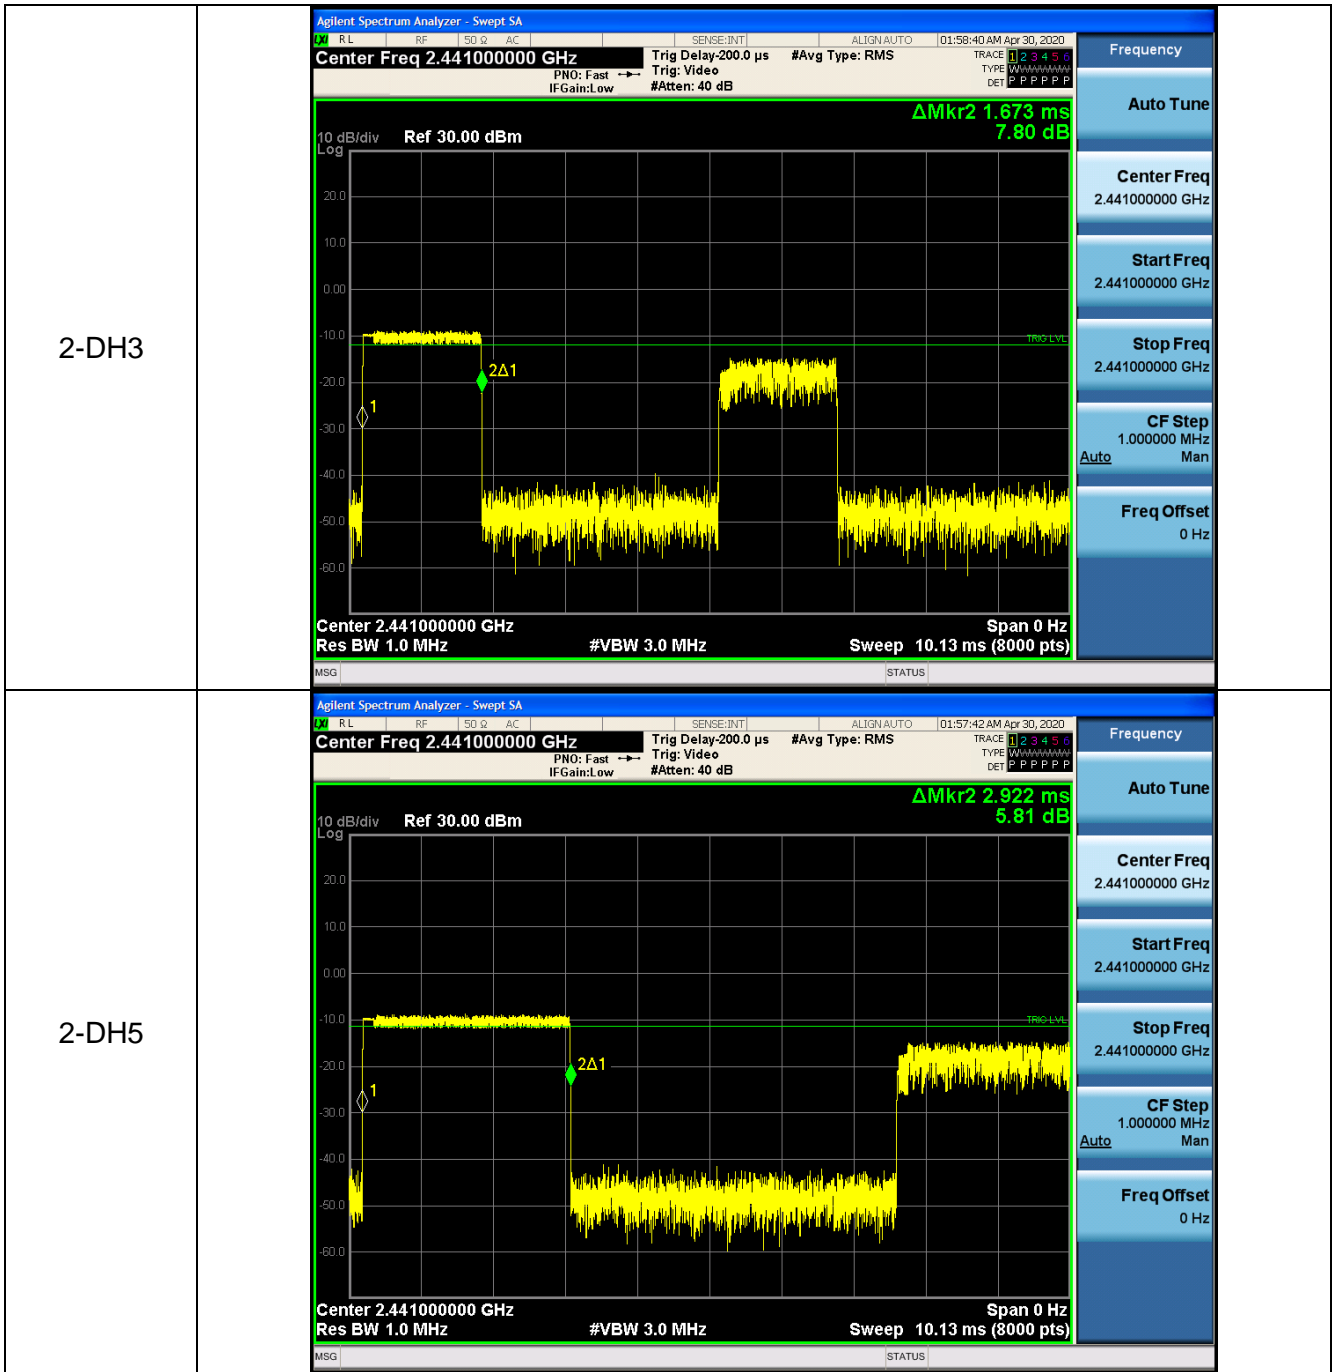 2-DH3
Agilent Spectrum Analyzer - Swept SA
LXI RL RF 50 Ω AC SENSE:INT ALIGN AUTO 01:58:40 AM Apr 30, 2020
Center Freq 2.441000000 GHz
PNO: Fast
IFGain:Low
Trig Delay-200.0 µs
Trig: Video
#Atten: 40 dB
#Avg Type: RMS
TRACE 1 2 3 4 5 6
TYPE WWWWWW
DET P P P P P P
ΔMkr2 1.673 ms
7.80 dB
10 dB/div Ref 30.00 dBm
Log
20.0
10.0
0.00
-10.0
TRIG LVL
-20.0
2Δ1
1
-30.0
-40.0
-50.0
-60.0
Center 2.441000000 GHz Span 0 Hz
Res BW 1.0 MHz #VBW 3.0 MHz Sweep 10.13 ms (8000 pts)
MSG STATUS
Frequency
Auto Tune
Center Freq
2.441000000 GHz
Start Freq
2.441000000 GHz
Stop Freq
2.441000000 GHz
CF Step
1.000000 MHz
Auto Man
Freq Offset
0 Hz
2-DH5
Agilent Spectrum Analyzer - Swept SA
LXI RL RF 50 Ω AC SENSE:INT ALIGN AUTO 01:57:42 AM Apr 30, 2020
Center Freq 2.441000000 GHz
PNO: Fast
IFGain:Low
Trig Delay-200.0 µs
Trig: Video
#Atten: 40 dB
#Avg Type: RMS
TRACE 1 2 3 4 5 6
TYPE WWWWWW
DET P P P P P P
ΔMkr2 2.922 ms
5.81 dB
10 dB/div Ref 30.00 dBm
Log
20.0
10.0
0.00
-10.0
TRIG LVL
-20.0
2Δ1
1
-30.0
-40.0
-50.0
-60.0
Center 2.441000000 GHz Span 0 Hz
Res BW 1.0 MHz #VBW 3.0 MHz Sweep 10.13 ms (8000 pts)
MSG STATUS
Frequency
Auto Tune
Center Freq
2.441000000 GHz
Start Freq
2.441000000 GHz
Stop Freq
2.441000000 GHz
CF Step
1.000000 MHz
Auto Man
Freq Offset
0 Hz